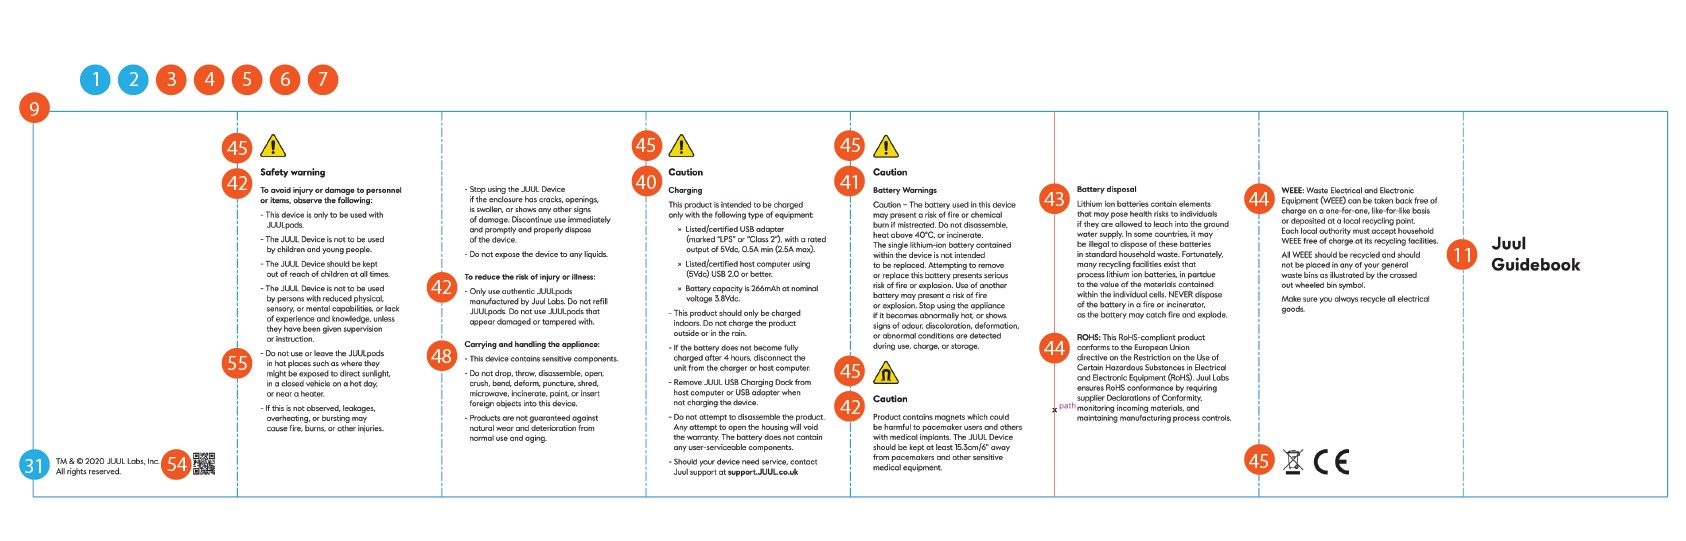 1 2 3 4 5 6 7
9
31
TM & © 2020 JUUL Labs, Inc.
All rights reserved.
54
45
42
Safety warning
To avoid injury or damage to personnel
or items, observe the following:
- This device is only to be used with
JUULpods.
- The JUUL Device is not to be used
by children and young people.
- The JUUL Device should be kept
out of reach of children at all times.
- The JUUL Device is not to be used
by persons with reduced physical,
sensory, or mental capabilities, or lack
of experience and knowledge, unless
they have been given supervision
or instruction.
55
- Do not use or leave the JUULpods
in hot places such as where they
might be exposed to direct sunlight,
in a closed vehicle on a hot day,
or near a heater.
- If this is not observed, leakages,
overheating, or bursting may
cause fire, burns, or other injuries.
- Stop using the JUUL Device
if the enclosure has cracks, openings,
is swollen, or shows any other signs
of damage. Discontinue use immediately
and promptly and properly dispose
of the device.
- Do not expose the device to any liquids.
42
To reduce the risk of injury or illness:
- Only use authentic JUULpods
manufactured by Juul Labs. Do not refill
JUULpods. Do not use JUULpods that
appear damaged or tampered with.
48
Carrying and handling the appliance:
- This device contains sensitive components.
- Do not drop, throw, disassemble, open,
crush, bend, deform, puncture, shred,
microwave, incinerate, paint, or insert
foreign objects into this device.
- Products are not guaranteed against
natural wear and deterioration from
normal use and aging.
45
40
Caution
Charging
This product is intended to be charged
only with the following type of equipment:
» Listed/certified USB adapter
(marked “LPS” or “Class 2”), with a rated
output of 5Vdc, 0.5A min (2.5A max).
» Listed/certified host computer using
(5Vdc) USB 2.0 or better.
» Battery capacity is 266mAh at nominal
voltage 3.8Vdc.
- This product should only be charged
indoors. Do not charge the product
outside or in the rain.
- If the battery does not become fully
charged after 4 hours, disconnect the
unit from the charger or host computer.
- Remove JUUL USB Charging Dock from
host computer or USB adapter when
not charging the device.
- Do not attempt to disassemble the product.
Any attempt to open the housing will void
the warranty. The battery does not contain
any user-serviceable components.
- Should your device need service, contact
Juul support at support.JUUL.co.uk
45
41
Caution
Battery Warnings
Caution – The battery used in this device
may present a risk of fire or chemical
burn if mistreated. Do not disassemble,
heat above 40°C, or incinerate.
The single lithium-ion battery contained
within the device is not intended
to be replaced. Attempting to remove
or replace this battery presents serious
risk of fire or explosion. Use of another
battery may present a risk of fire
or explosion. Stop using the appliance
if it becomes abnormally hot, or shows
signs of odour, discoloration, deformation,
or abnormal conditions are detected
during use, charge, or storage.
45
42
Caution
Product contains magnets which could
be harmful to pacemaker users and others
with medical implants. The JUUL Device
should be kept at least 15.3cm/6” away
from pacemakers and other sensitive
medical equipment.
43
Battery disposal
Lithium Ion batteries contain elements
that may pose health risks to individuals
if they are allowed to leach into the ground
water supply. In some countries, it may
be illegal to dispose of these batteries
in standard household waste. Fortunately,
many recycling facilities exist that
process lithium ion batteries, in partdue
to the value of the materials contained
within the individual cells. NEVER dispose
of the battery in a fire or incinerator,
as the battery may catch fire and explode.
44
ROHS: This RoHS-compliant product
conforms to the European Union
directive on the Restriction on the Use of
Certain Hazardous Substances in Electrical
and Electronic Equipment (RoHS). Juul Labs
ensures RoHS conformance by requiring
supplier Declarations of Conformity,
monitoring incoming materials, and
maintaining manufacturing process controls.
path
44
WEEE: Waste Electrical and Electronic
Equipment (WEEE) can be taken back free of
charge on a one-for-one, like-for-like basis
or deposited at a local recycling point.
Each local authority must accept household
WEEE free of charge at its recycling facilities.
All WEEE should be recycled and should
not be placed in any of your general
waste bins as illustrated by the crossed
out wheeled bin symbol.
Make sure you always recycle all electrical
goods.
45
CE
11
Juul
Guidebook